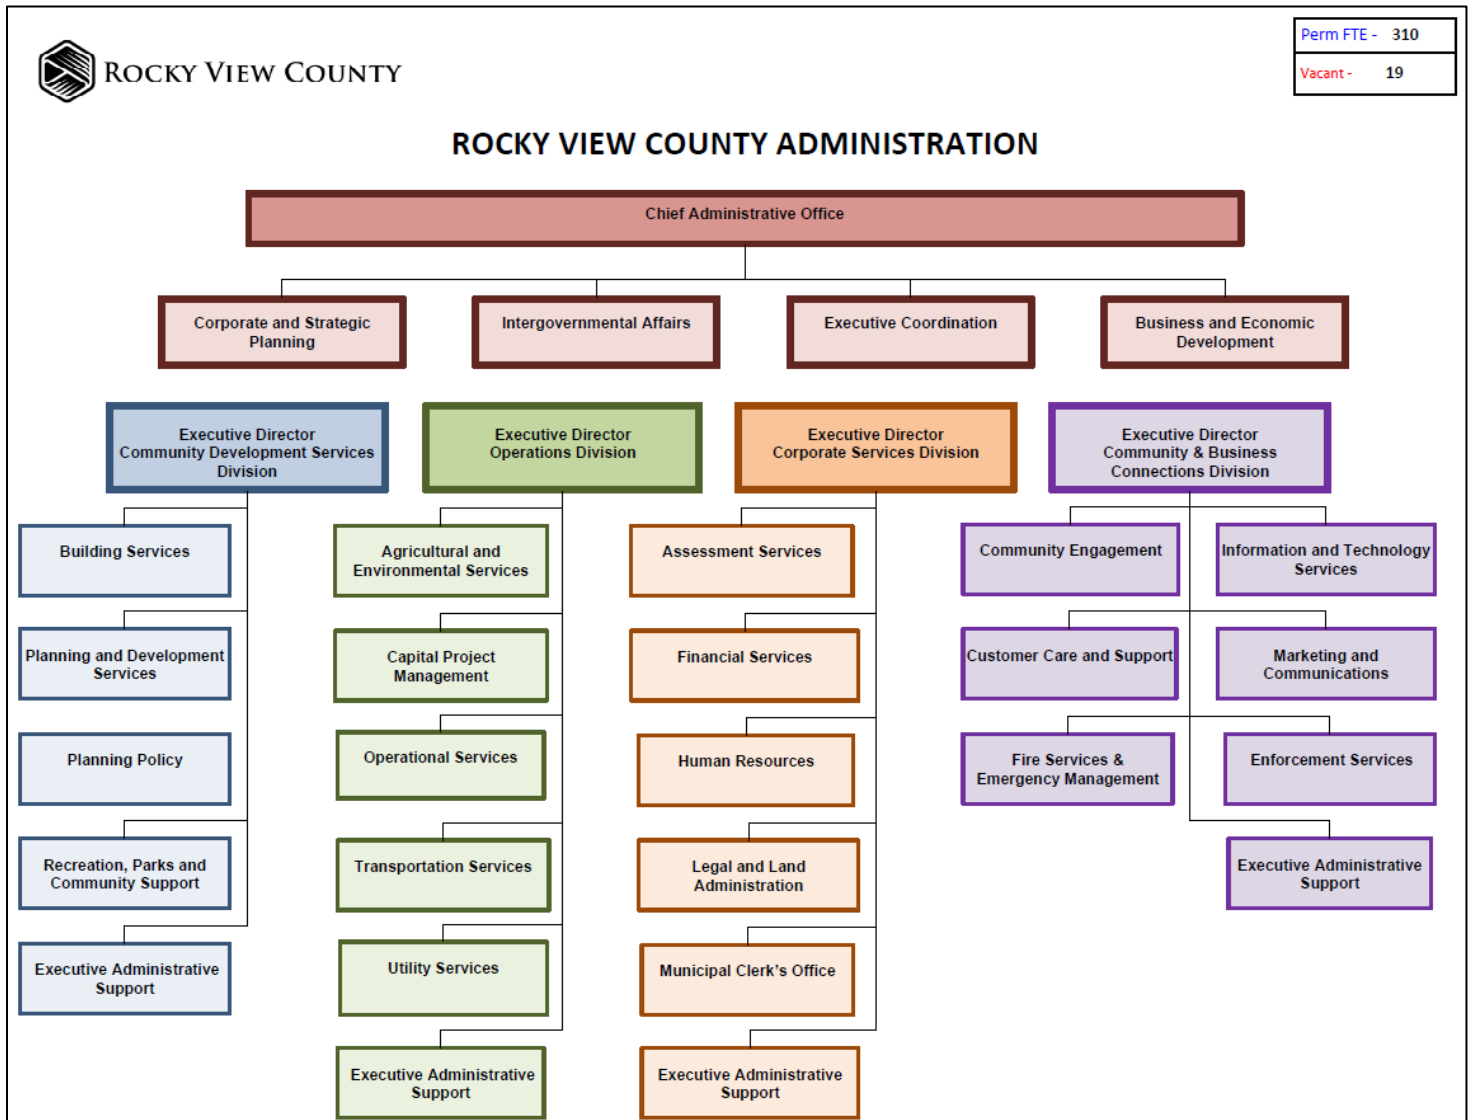 Perm FTE - 310
Vacant - 19
ROCKY VIEW COUNTY
ROCKY VIEW COUNTY ADMINISTRATION
Chief Administrative Office
Corporate and Strategic
Planning
Intergovernmental Affairs
Executive Coordination
Business and Economic
Development
Executive Director
Community Development Services
Division
Executive Director
Operations Division
Executive Director
Corporate Services Division
Executive Director
Community & Business
Connections Division
Building Services
Agricultural and
Environmental Services
Assessment Services
Community Engagement
Information and Technology
Services
Planning and Development
Services
Capital Project
Management
Financial Services
Customer Care and Support
Marketing and
Communications
Planning Policy
Operational Services
Human Resources
Fire Services &
Emergency Management
Enforcement Services
Recreation, Parks and
Community Support
Transportation Services
Legal and Land
Administration
Executive Administrative
Support
Executive Administrative
Support
Utility Services
Municipal Clerk's Office
Executive Administrative
Support
Executive Administrative
Support